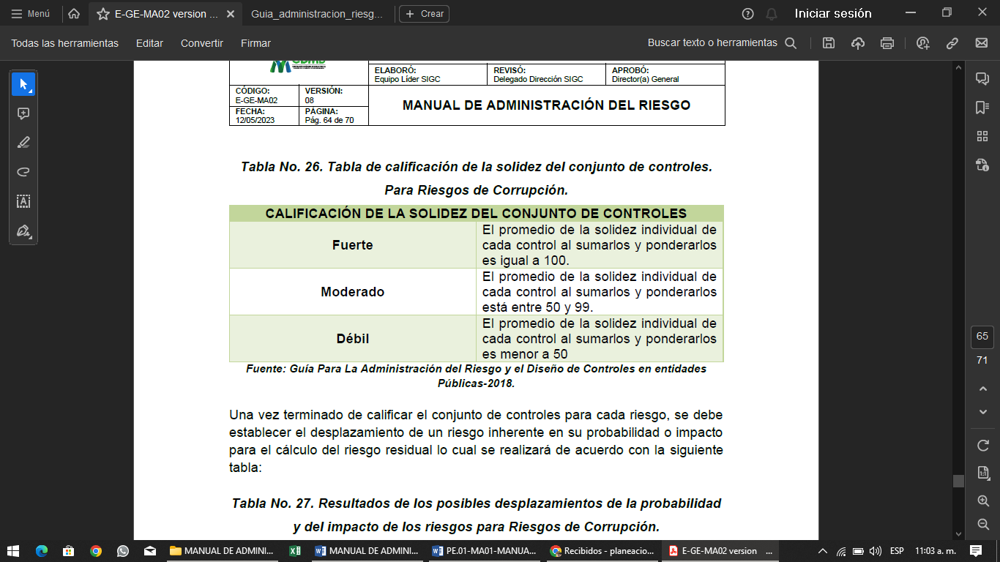 Menú
E-GE-MA02 version ...
Guia_administracion_riesg...
Crear
Iniciar sesión
Todas las herramientas
Editar
Convertir
Firmar
Buscar texto o herramientas
ELABORÓ:
Equipo Líder SIGC
REVISÓ:
Delegado Dirección SIGC
APROBÓ:
Director(a) General
CÓDIGO:
E-GE-MA02
VERSIÓN:
08
FECHA:
12/05/2023
PÁGINA:
Pág. 64 de 70
MANUAL DE ADMINISTRACIÓN DEL RIESGO
Tabla No. 26. Tabla de calificación de la solidez del conjunto de controles.
Para Riesgos de Corrupción.
CALIFICACIÓN DE LA SOLIDEZ DEL CONJUNTO DE CONTROLES
Fuerte
El promedio de la solidez individual de
cada control al sumarlos y ponderarlos
es igual a 100.
Moderado
El promedio de la solidez individual de
cada control al sumarlos y ponderarlos
está entre 50 y 99.
Débil
El promedio de la solidez individual de
cada control al sumarlos y ponderarlos
es menor a 50
Fuente: Guía Para La Administración del Riesgo y el Diseño de Controles en entidades
Públicas-2018.
Una vez terminado de calificar el conjunto de controles para cada riesgo, se debe
establecer el desplazamiento de un riesgo inherente en su probabilidad o impacto
para el cálculo del riesgo residual lo cual se realizará de acuerdo con la siguiente
tabla:
Tabla No. 27. Resultados de los posibles desplazamientos de la probabilidad
y del impacto de los riesgos para Riesgos de Corrupción.
65
71
1:1
MANUAL DE ADMINI...
MANUAL DE ADMINI...
PE.01-MA01-MANUA...
Recibidos - planeacio...
E-GE-MA02 version ...
ESP
11:03 a. m.